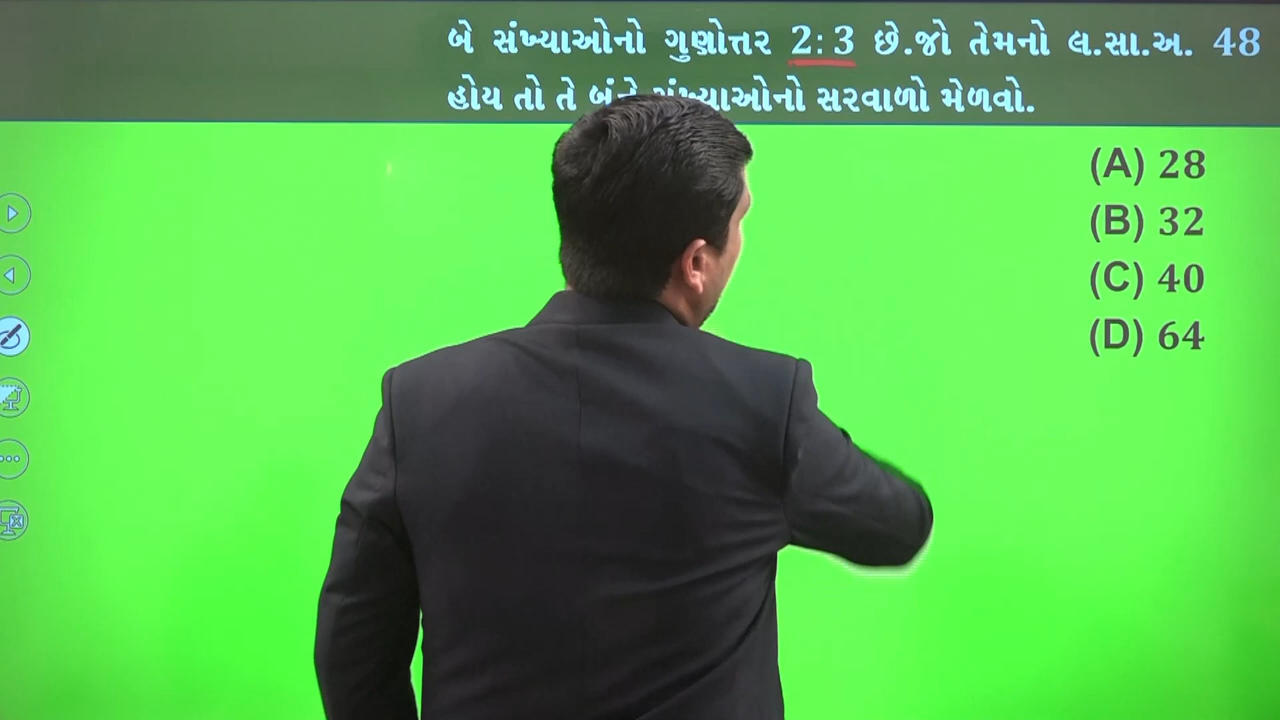 બે સંખ્યાઓનો ગુણોત્તર 2:3 છે.જો તેમનો લ.સા.અ. 48
હોય તો તે બંને સંખ્યાઓનો સરવાળો મેળવો.
(A) 28
(B) 32
(C) 40
(D) 64